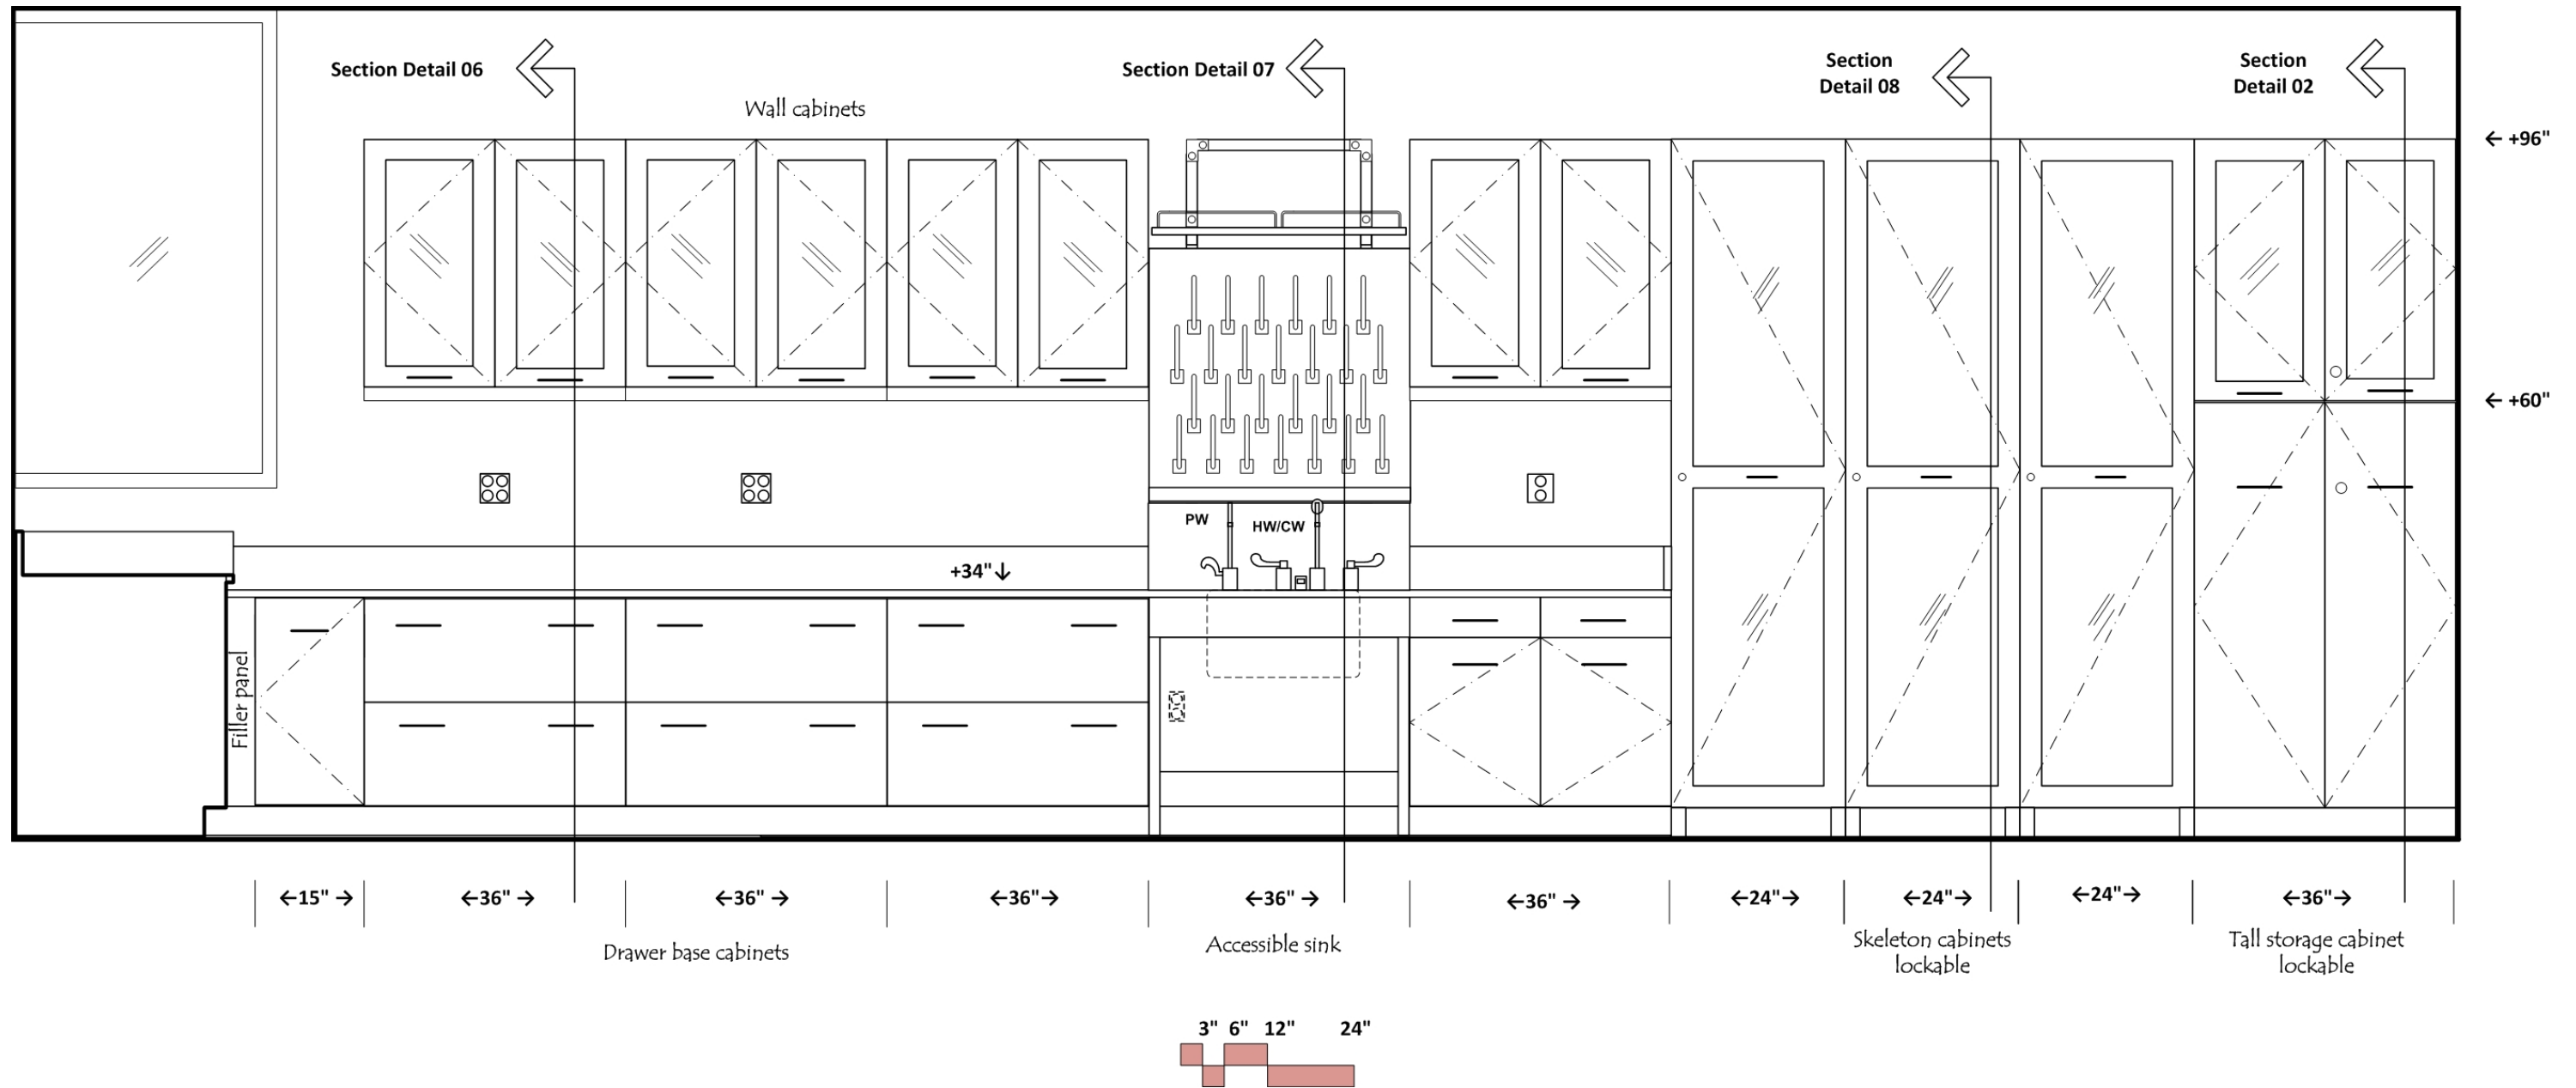 Section Detail 06
Section Detail 07
Section
Detail 08
Section
Detail 02
Wall cabinets
← +96"
← +60"
PW
HW/CW
+34"↓
Filler panel
←15" →
←36" →
←36" →
←36"→
←36" →
←36" →
←24"→
←24"→
←24"→
←36"→
Drawer base cabinets
Accessible sink
Skeleton cabinets
lockable
Tall storage cabinet
lockable
3" 6" 12" 24"